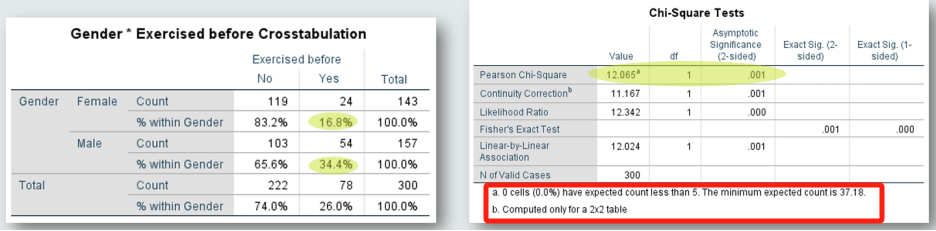 Gender * Exercised before Crosstabulation
Exercised before
No Yes Total
Gender Female Count 119 24 143
% within Gender 83.2% 16.8% 100.0%
Male Count 103 54 157
% within Gender 65.6% 34.4% 100.0%
Total Count 222 78 300
% within Gender 74.0% 26.0% 100.0%
Chi-Square Tests
Value df Asymptotic Significance (2-sided) Exact Sig. (2-sided) Exact Sig. (1-sided)
Pearson Chi-Square 12.065a 1 .001
Continuity Correctionb 11.167 1 .001
Likelihood Ratio 12.342 1 .000
Fisher's Exact Test .001 .000
Linear-by-Linear Association 12.024 1 .001
N of Valid Cases 300
a. 0 cells (0.0%) have expected count less than 5. The minimum expected count is 37.18.
b. Computed only for a 2x2 table